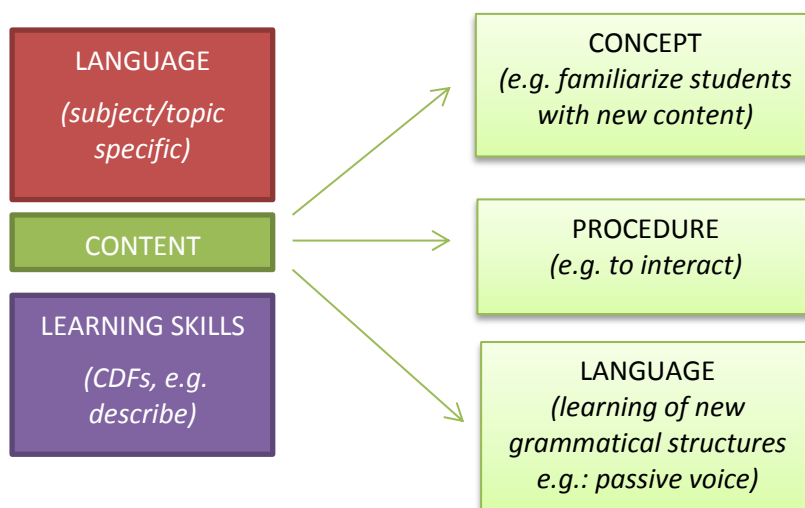 LANGUAGE
(subject/topic
specific)
CONTENT
LEARNING SKILLS
(CDFs, e.g.
describe)
CONCEPT
(e.g. familiarize students
with new content)
PROCEDURE
(e.g. to interact)
LANGUAGE
(learning of new
grammatical structures
e.g.: passive voice)